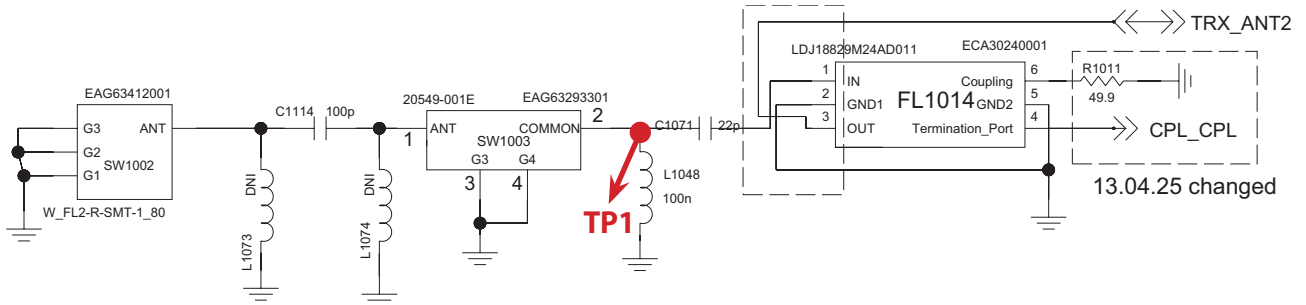 TRX_ANT2
LDJ18829M24AD011
ECA30240001
1 IN
2 GND1
3 OUT
FL1014
Coupling 6
GND2 5
Termination_Port 4
R1011
49.9
CPL_CPL
13.04.25 changed
EAG63412001
G3
G2
G1
ANT
SW1002
W_FL2-R-SMT-1_80
C1114 100p
DNI
L1073
DNI
L1074
20549-001E
EAG63293301
1 ANT
COMMON 2
SW1003
G3 G4
3 4
C1071 22p
L1048
100n
TP1